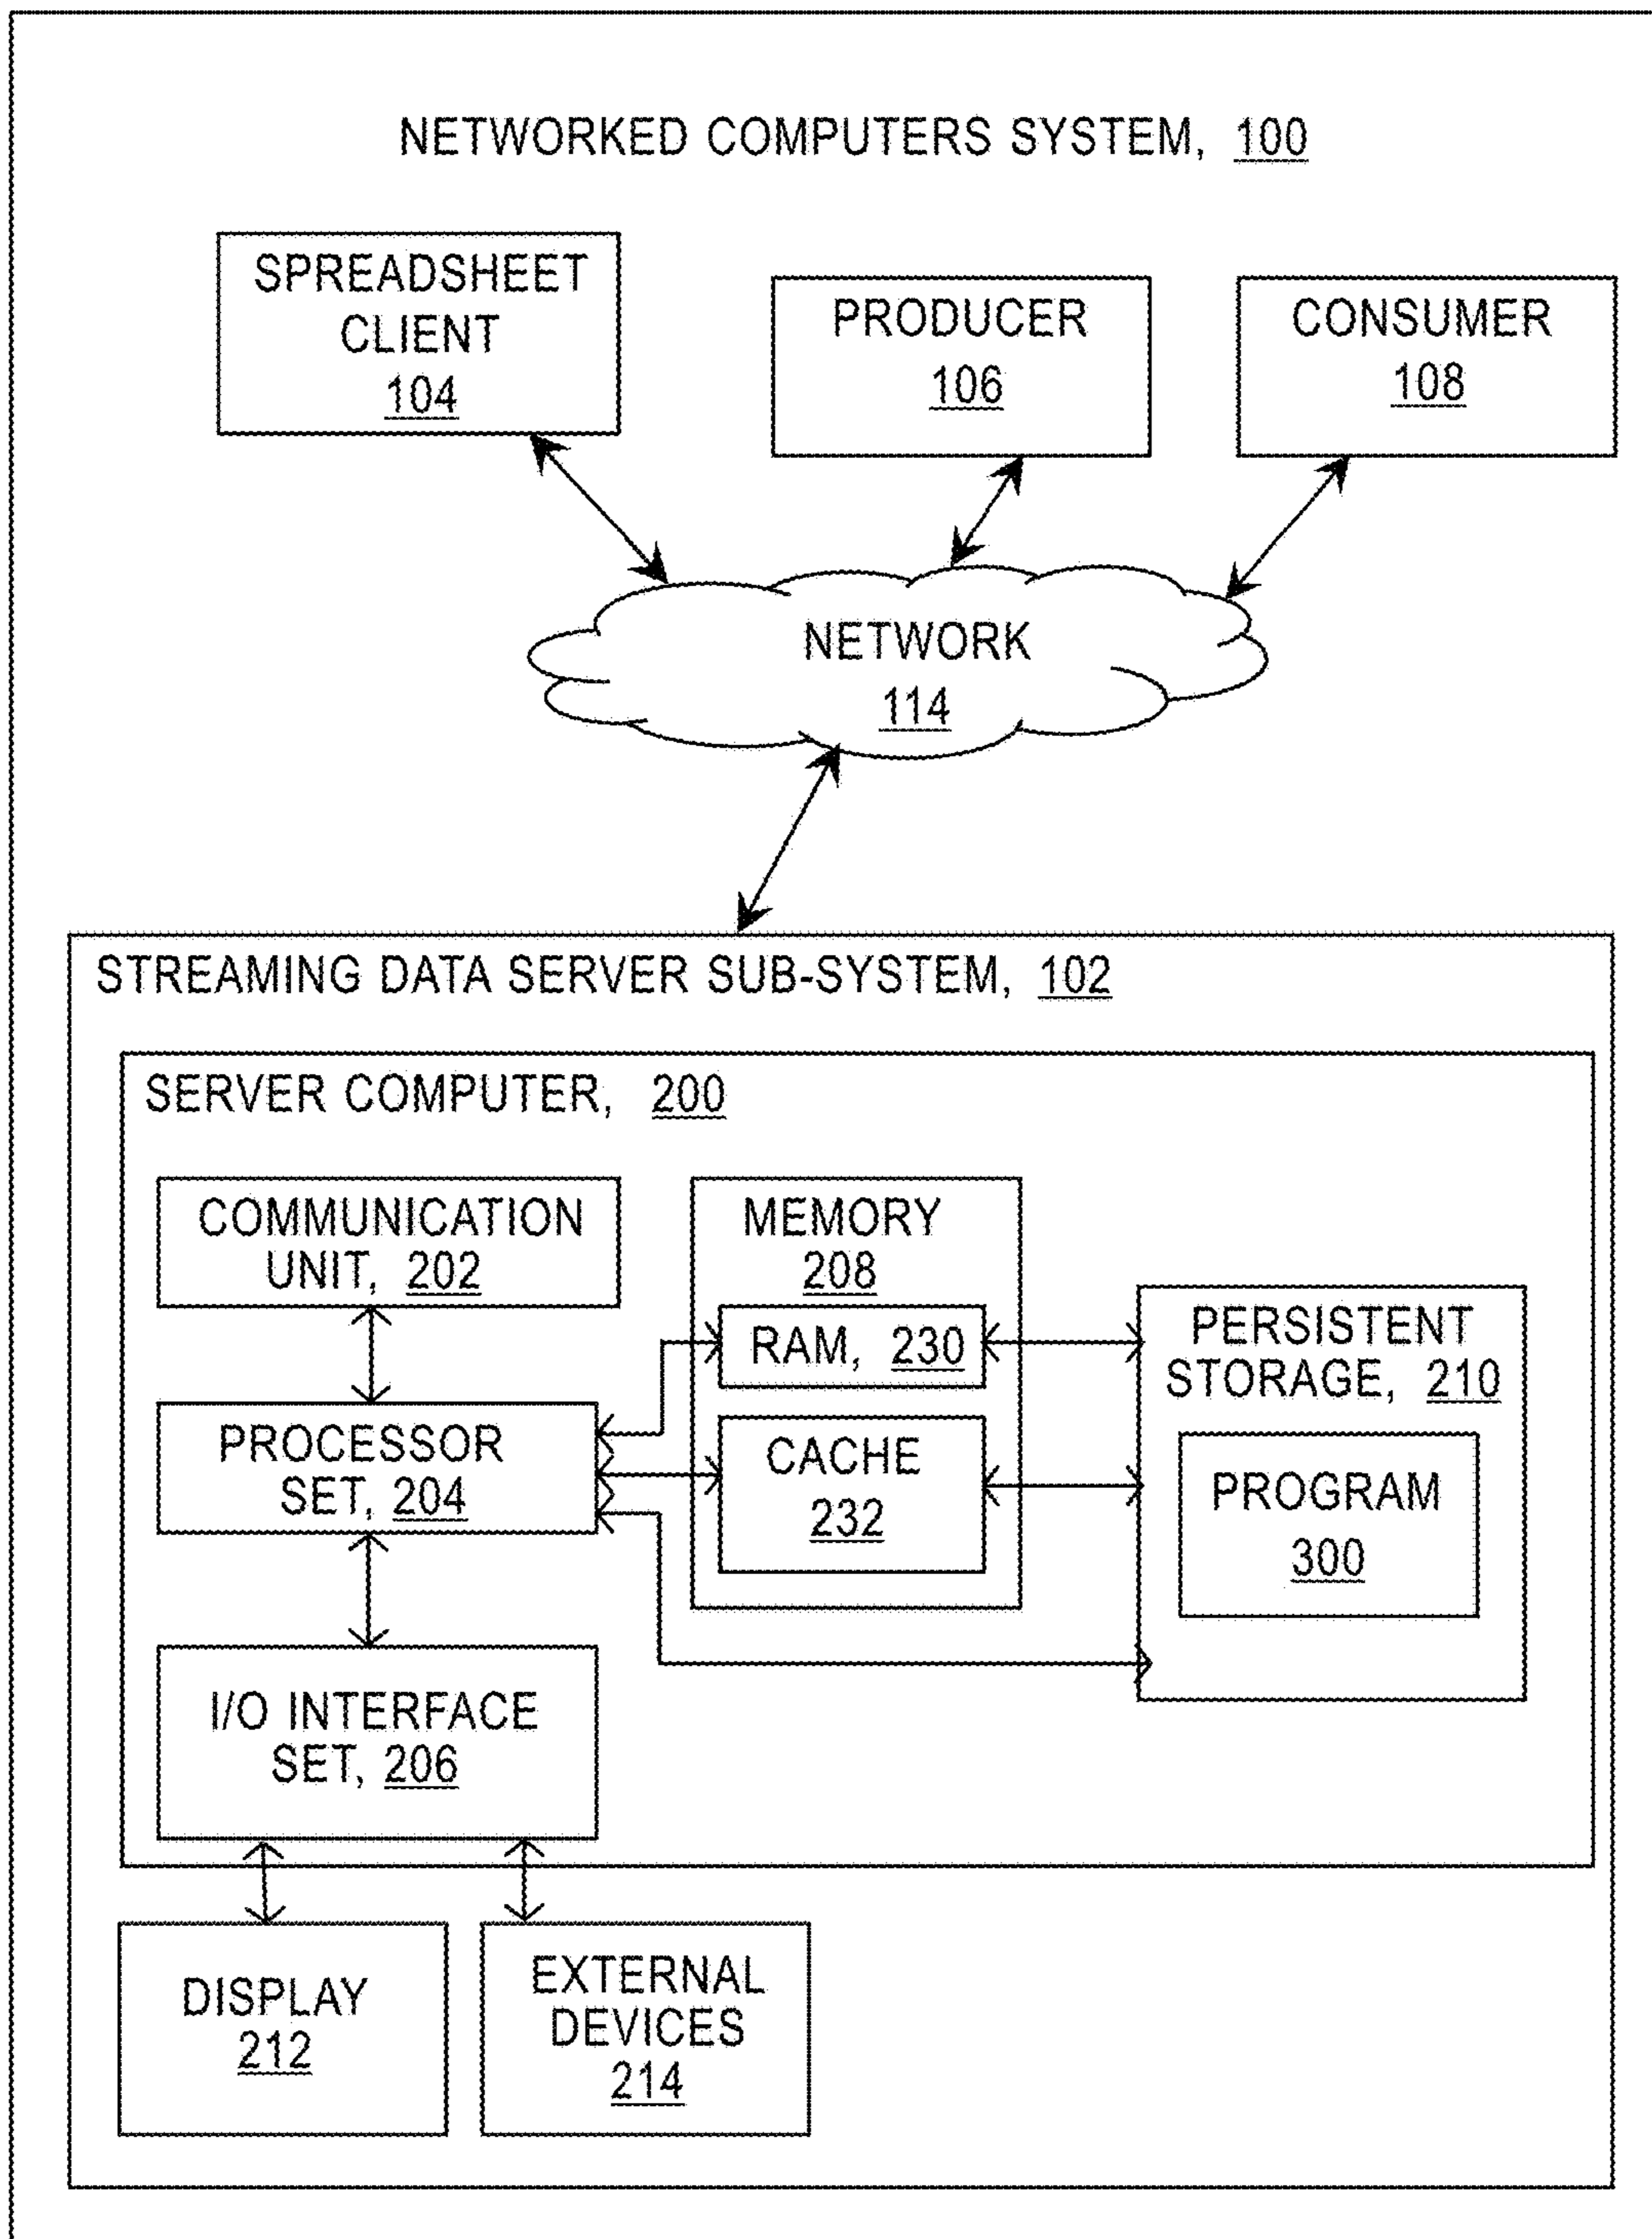 NETWORKED COMPUTERS SYSTEM, 100
SPREADSHEET
CLIENT
104
PRODUCER
106
CONSUMER
108
NETWORK
114
STREAMING DATA SERVER SUB-SYSTEM, 102
SERVER COMPUTER, 200
COMMUNICATION
UNIT, 202
MEMORY
208
RAM, 230
PERSISTENT
STORAGE, 210
PROCESSOR
SET, 204
CACHE
232
PROGRAM
300
I/O INTERFACE
SET, 206
DISPLAY
212
EXTERNAL
DEVICES
214